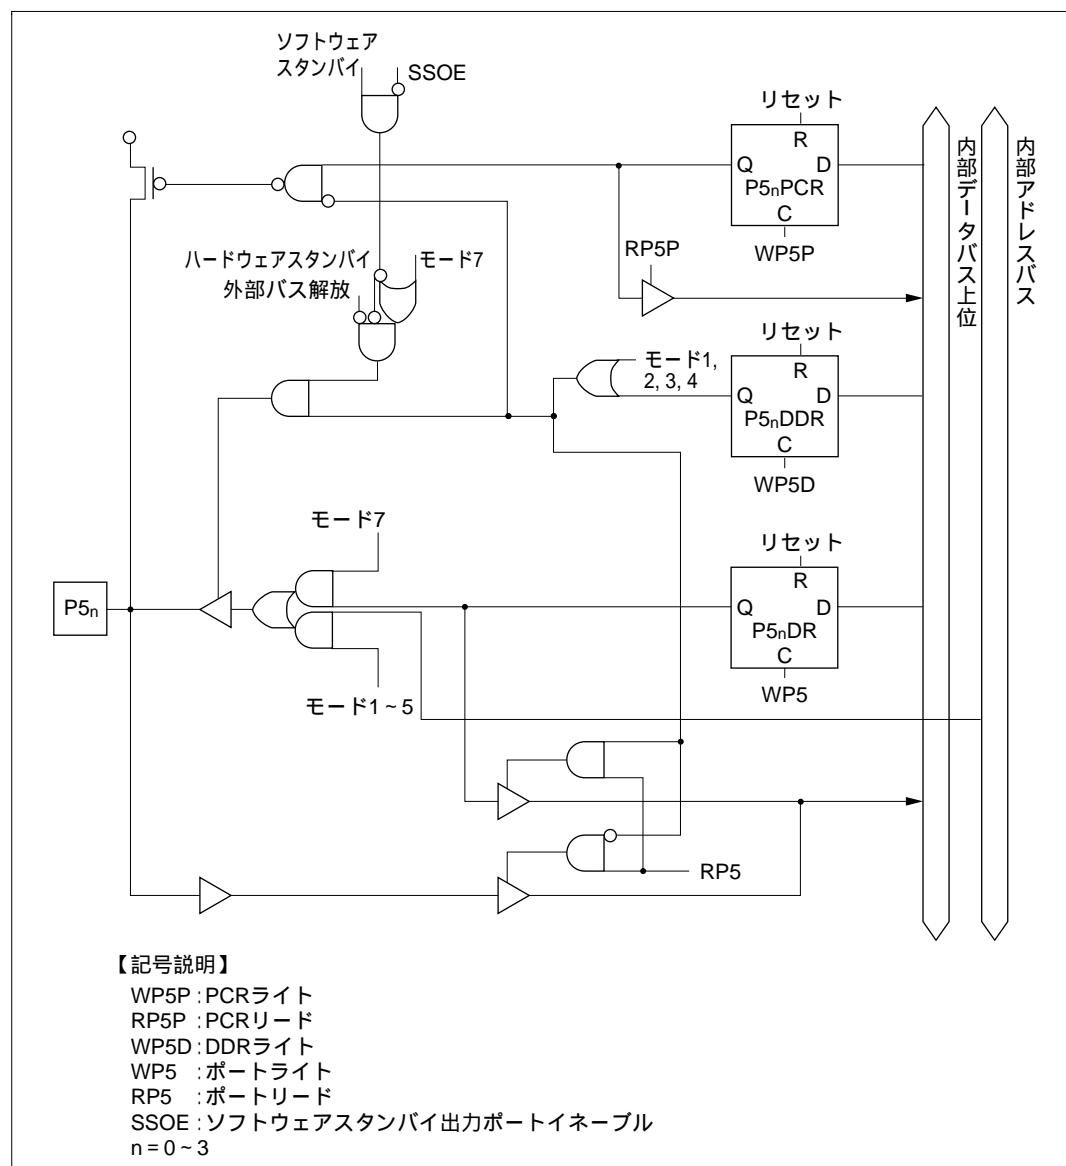 ソフトウェア
スタンバイ
SSOE
リセット
R
Q D
P5nPCR
C
WP5P
RP5P
内部データバス上位
内部アドレスバス
ハードウェアスタンバイ
モード7
外部バス解放
リセット
モード1,
2, 3, 4
R
Q D
P5nDDR
C
WP5D
モード7
リセット
R
Q D
P5nDR
C
WP5
P5n
モード1~5
RP5
【記号説明】
WP5P : PCRライト
RP5P : PCRリード
WP5D : DDRライト
WP5 : ポートライト
RP5 : ポートリード
SSOE : ソフトウェアスタンバイ出力ポートイネーブル
n = 0~3